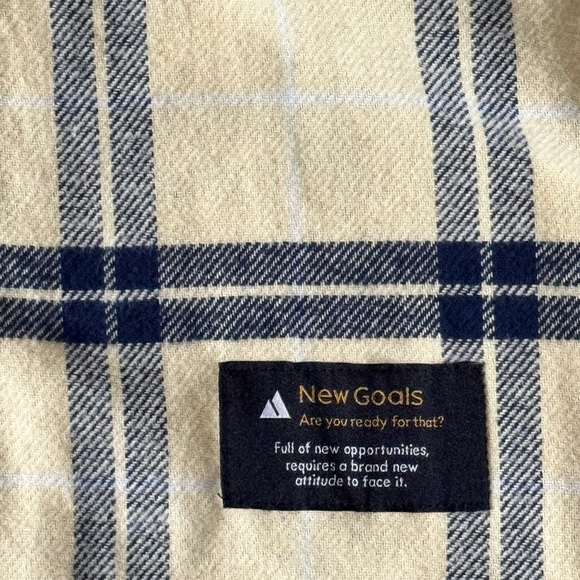 New Goals
Are you ready for that?
Full of new opportunities,
requires a brand new
attitude to face it.